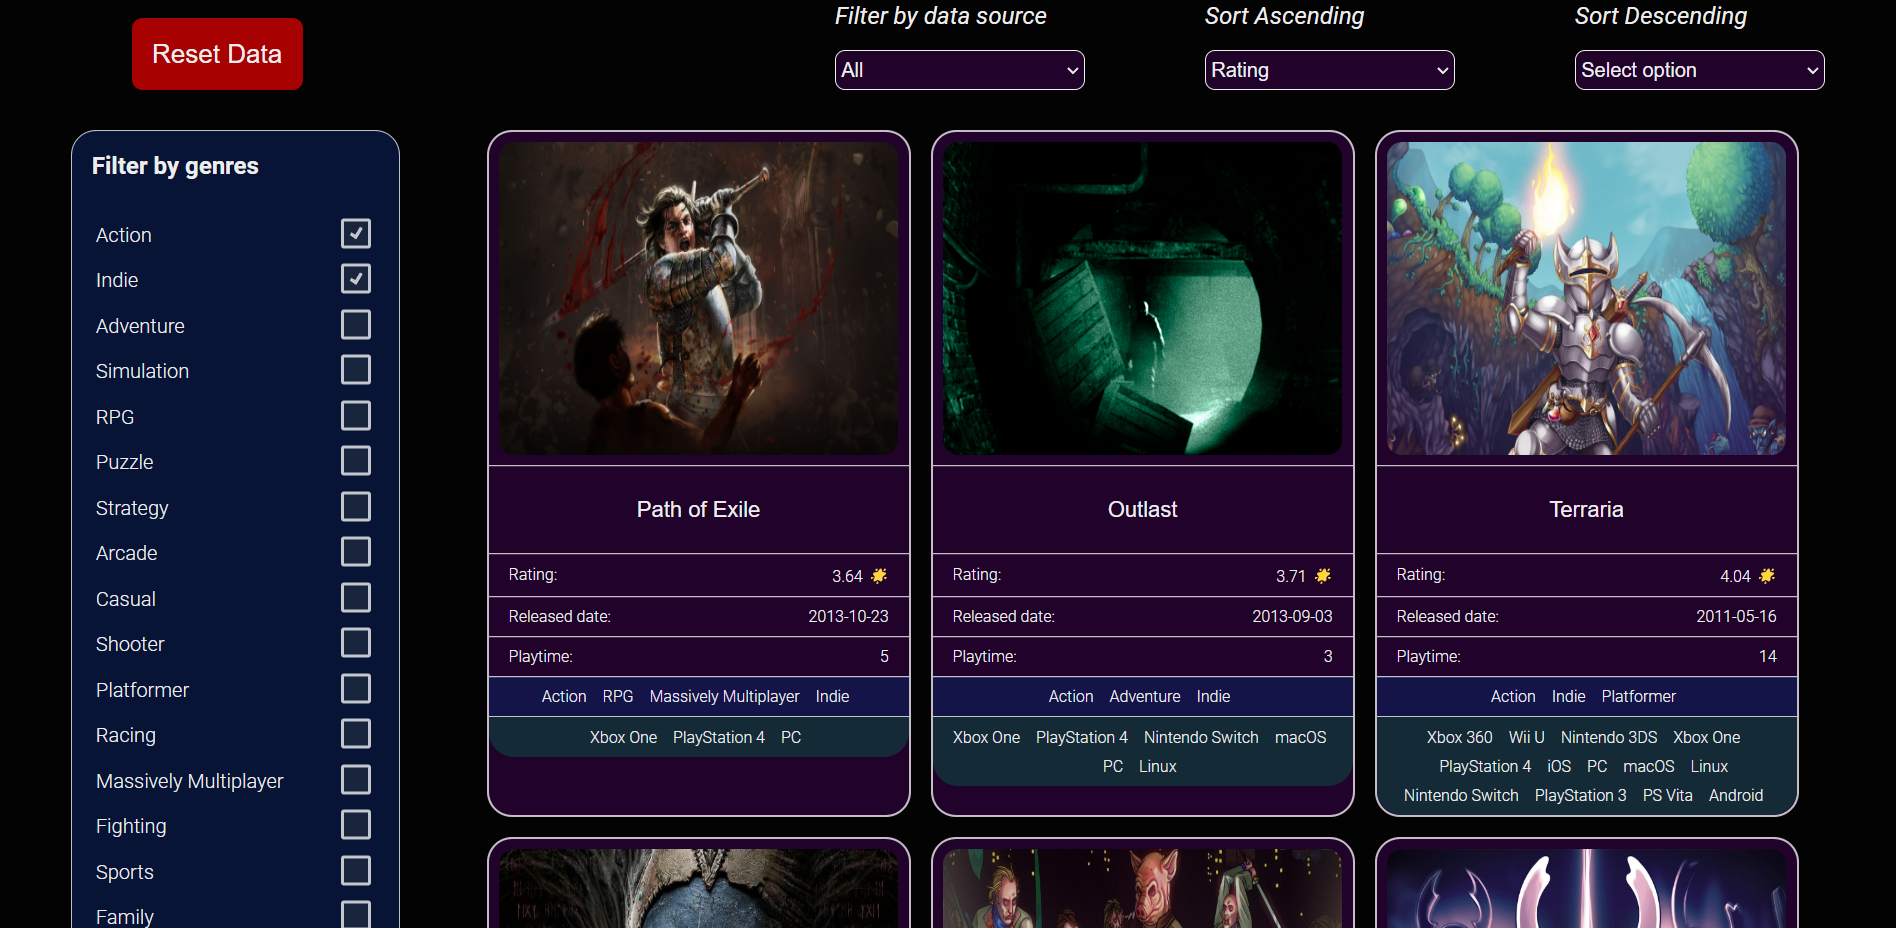 Reset Data
Filter by data source
All
Sort Ascending
Rating
Sort Descending
Select option
Filter by genres
Action
Indie
Adventure
Simulation
RPG
Puzzle
Strategy
Arcade
Casual
Shooter
Platformer
Racing
Massively Multiplayer
Fighting
Sports
Family
Path of Exile
Rating: 3.64
Released date: 2013-10-23
Playtime: 5
Action RPG Massively Multiplayer Indie
Xbox One PlayStation 4 PC
Outlast
Rating: 3.71
Released date: 2013-09-03
Playtime: 3
Action Adventure Indie
Xbox One PlayStation 4 Nintendo Switch macOS
PC Linux
Terraria
Rating: 4.04
Released date: 2011-05-16
Playtime: 14
Action Indie Platformer
Xbox 360 Wii U Nintendo 3DS Xbox One
PlayStation 4 iOS PC macOS Linux
Nintendo Switch PlayStation 3 PS Vita Android